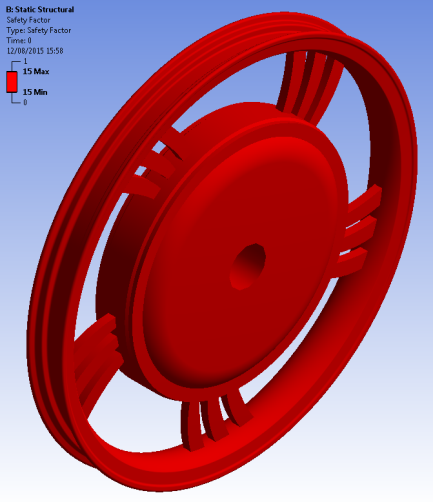 B: Static Structural
Safety Factor
Type: Safety Factor
Time: 0
12/08/2015 15:58
1
15 Max
15 Min
0